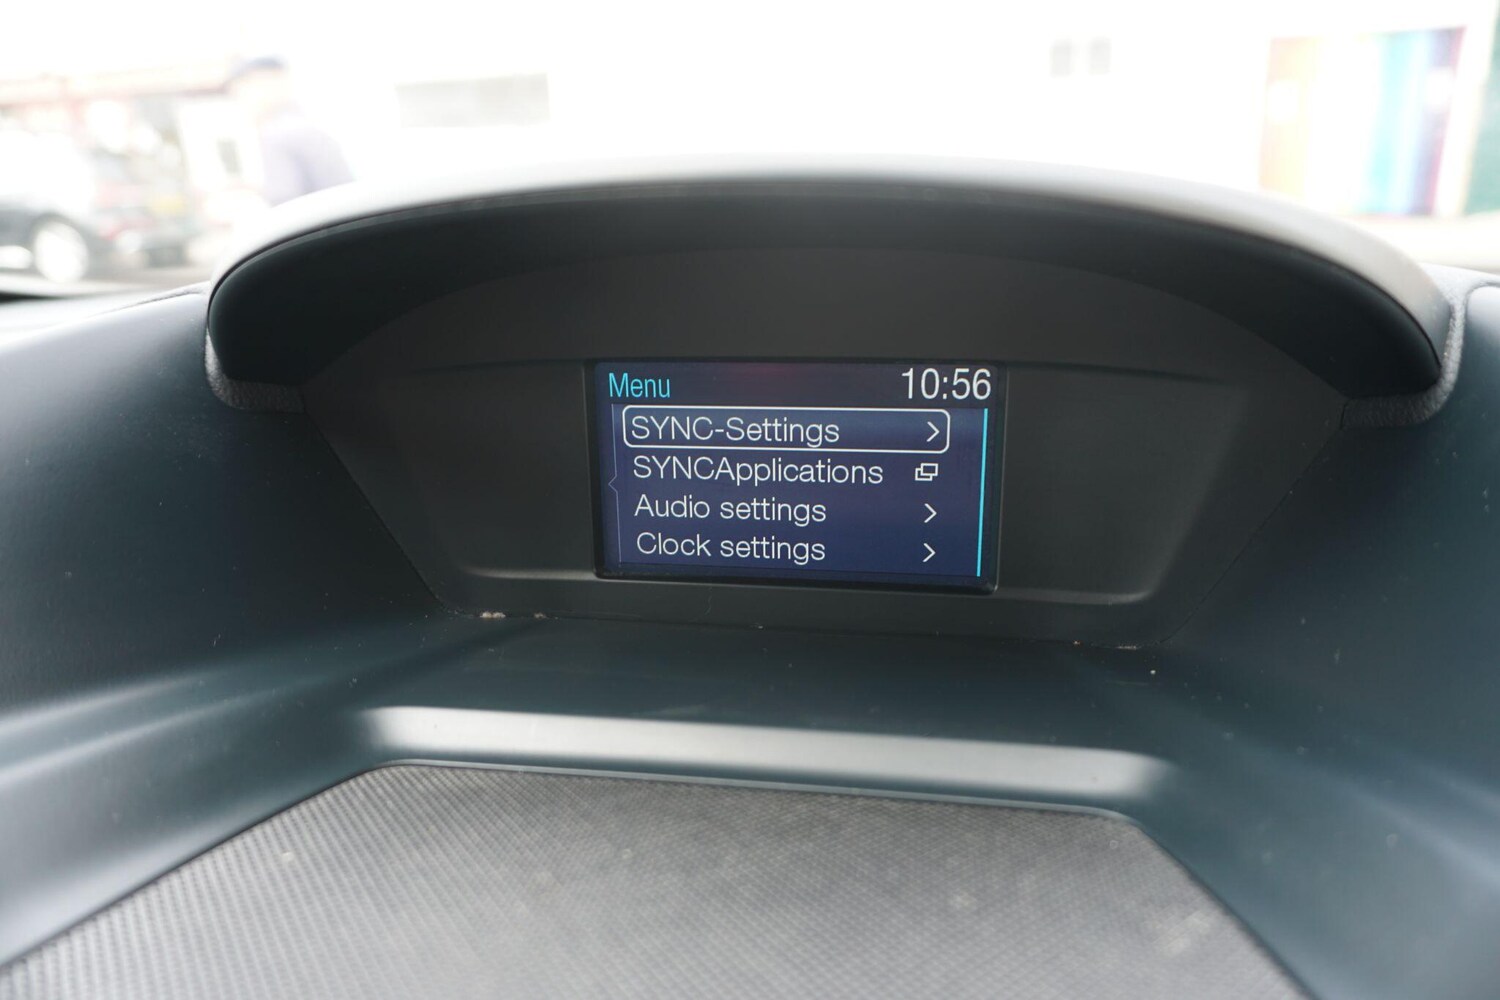 Menu 10:56
SYNC-Settings
SYNCApplications
Audio settings
Clock settings